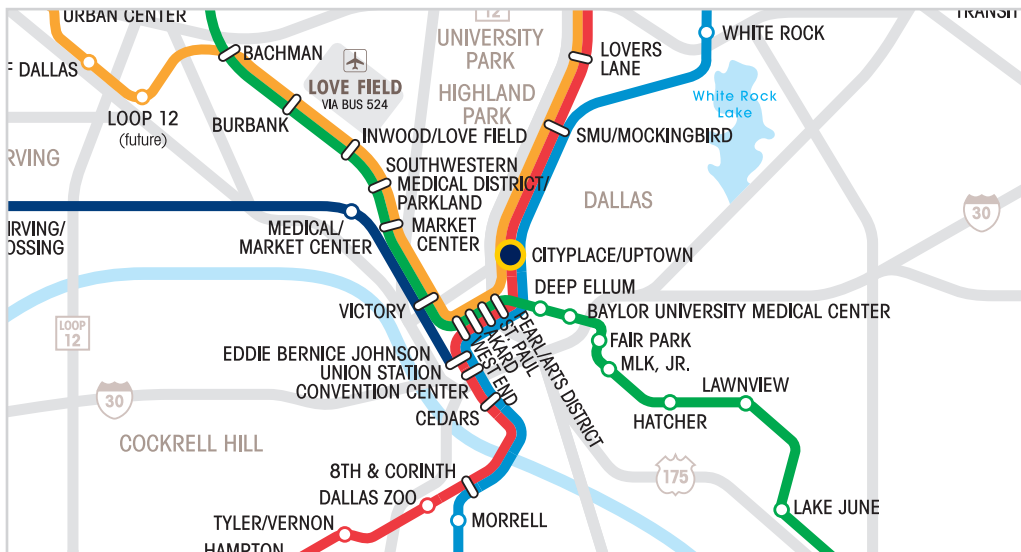 URBAN CENTER
12
TRANSIT
UNIVERSITY
PARK
WHITE ROCK
BACHMAN
LOVERS
LANE
F DALLAS
LOVE FIELD
VIA BUS 524
HIGHLAND
PARK
White Rock
Lake
LOOP 12
(future)
BURBANK
INWOOD/LOVE FIELD
SMU/MOCKINGBIRD
RVING
SOUTHWESTERN
MEDICAL DISTRICT/
PARKLAND
DALLAS
30
IRVING/
OSSING
MEDICAL/
MARKET CENTER
MARKET
CENTER
CITYPLACE/UPTOWN
DEEP ELLUM
VICTORY
BAYLOR UNIVERSITY MEDICAL CENTER
LOOP
12
PEARL/ARTS DISTRICT
ST. PAUL
AKARD
WEST END
FAIR PARK
EDDIE BERNICE JOHNSON
UNION STATION
MLK, JR.
CONVENTION CENTER
LAWNVIEW
30
CEDARS
HATCHER
COCKRELL HILL
8TH & CORINTH
175
DALLAS ZOO
LAKE JUNE
TYLER/VERNON
MORRELL
HAMPTON